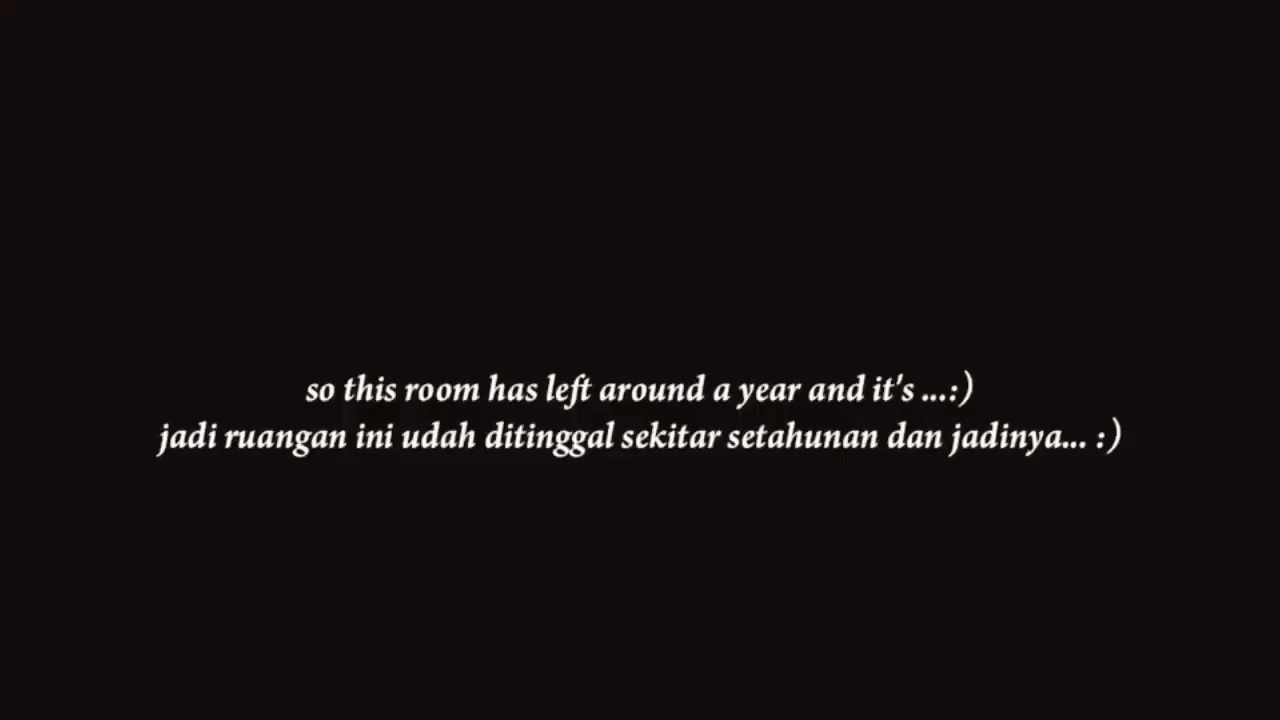 so this room has left around a year and it's ...:)
jadi ruangan ini udah ditinggal sekitar setahunan dan jadinya... :)